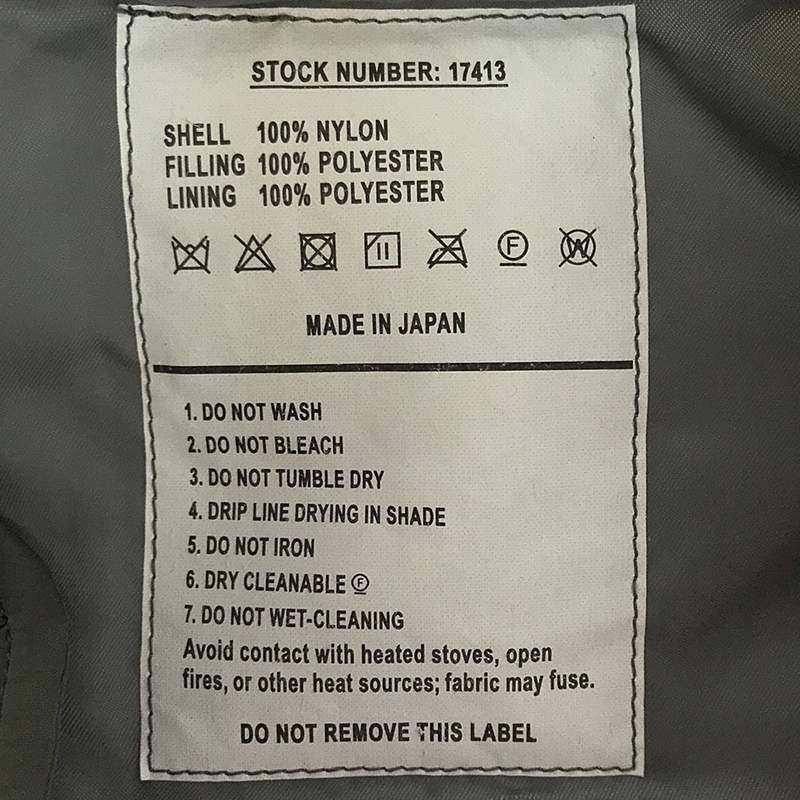 STOCK NUMBER: 17413
SHELL 100% NYLON
FILLING 100% POLYESTER
LINING 100% POLYESTER
F W
MADE IN JAPAN
1. DO NOT WASH
2. DO NOT BLEACH
3. DO NOT TUMBLE DRY
4. DRIP LINE DRYING IN SHADE
5. DO NOT IRON
6. DRY CLEANABLE Ⓕ
7. DO NOT WET-CLEANING
Avoid contact with heated stoves, open
fires, or other heat sources; fabric may fuse.
DO NOT REMOVE THIS LABEL